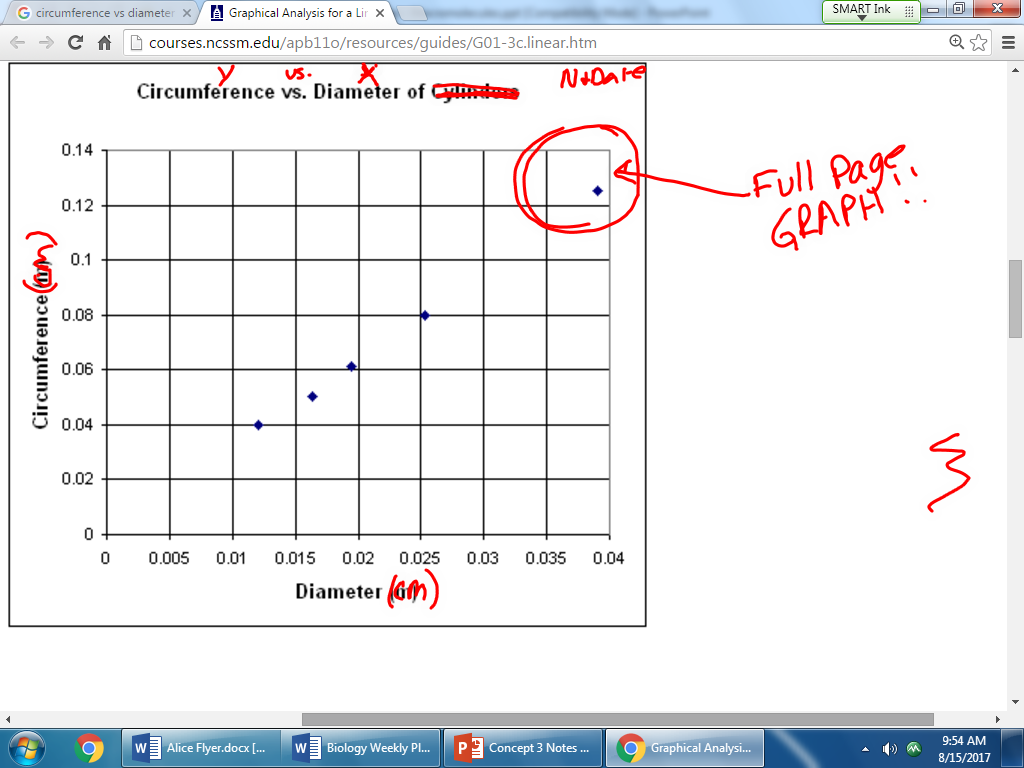 circumference vs diameter
Graphical Analysis for a Lin
SMART Ink
courses.ncssm.edu/apb11o/resources/guides/G01-3c.linear.htm
Y vs. X
Circumference vs. Diameter of Cylinders
FULL PAGE
GRAPH!!
0.14
0.12
0.1
0.08
0.06
0.04
0.02
0
Circumference
(cm)
0 0.005 0.01 0.015 0.02 0.025 0.03 0.035 0.04
Diameter (cm)
Alice Flyer.docx [... Biology Weekly Pl... Concept 3 Notes ... Graphical Analysi...
9:54 AM
8/15/2017